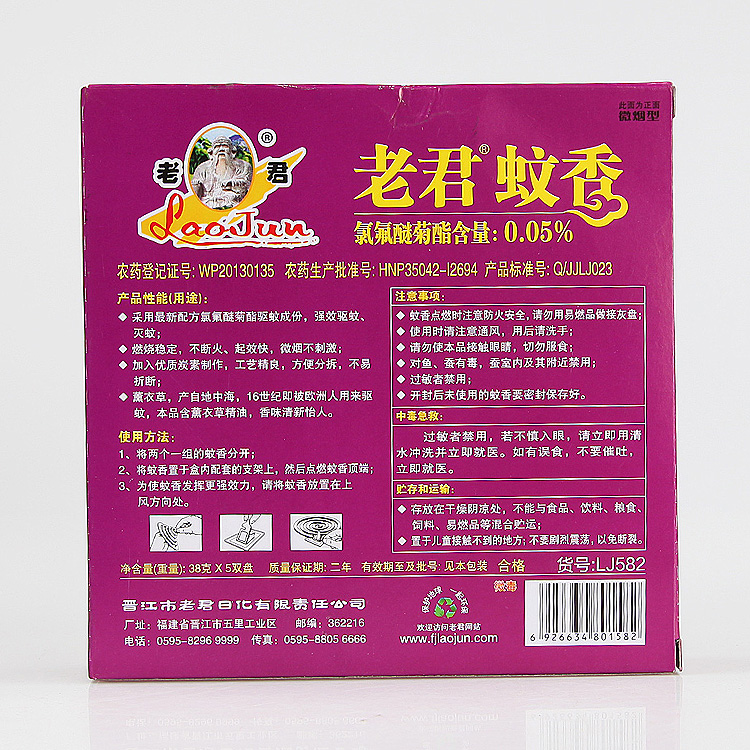 此面为正面
微烟型
老君®
LaoJun
老君®蚊香
氯氟醚菊酯含量：0.05%
农药登记证号：WP20130135 农药生产批准号：HNP35042-I2694 产品标准号：Q/JJLJ023
产品性能(用途)：
◆ 采用最新配方氯氟醚菊酯驱蚊成份，强效驱蚊、
灭蚊；
◆ 燃烧稳定，不断火、起效快，微烟不刺激；
◆ 加入优质炭素制作，工艺精良，方便分拆，不易
折断；
◆ 薰衣草，产自地中海，16世纪即被欧洲人用来驱
蚊，本品含薰衣草精油，香味清新怡人。
使用方法：
1、将两个一组的蚊香分开；
2、将蚊香置于盒内配套的支架上，然后点燃蚊香顶端；
3、为使蚊香发挥更强效力，请将蚊香放置在上
风方向处。
注意事项：
◆ 蚊香点燃时注意防火安全，请勿用易燃品做接灰盘；
◆ 使用时请注意通风，用后请洗手；
◆ 请勿使本品接触眼睛，切勿服食；
◆ 对鱼、蚕有毒，蚕室内及其附近禁用；
◆ 过敏者禁用；
◆ 开封后未使用的蚊香要密封保存好。
中毒急救：
过敏者禁用，若不慎入眼，请立即用清
水冲洗并立即就医。如有误食，不要催吐，
立即就医。
贮存和运输：
◆ 存放在干燥阴凉处，不能与食品、饮料、粮食、
饲料、易燃品等混合贮运；
◆ 置于儿童接触不到的地方；不要剧烈震荡，以免断裂。
净含量(重量)：38克×5双盘 质量保证期：二年 有效期至及批号：见本包装 合格 货号：LJ582
晋江市老君日化有限责任公司
厂址：福建省晋江市五里工业区 邮编：362216
电话：0595-8296 9999 传真：0595-8805 6666
保护地球 一起环保
欢迎访问老君网站
www.fjlaojun.com
微毒
6 926634 801582